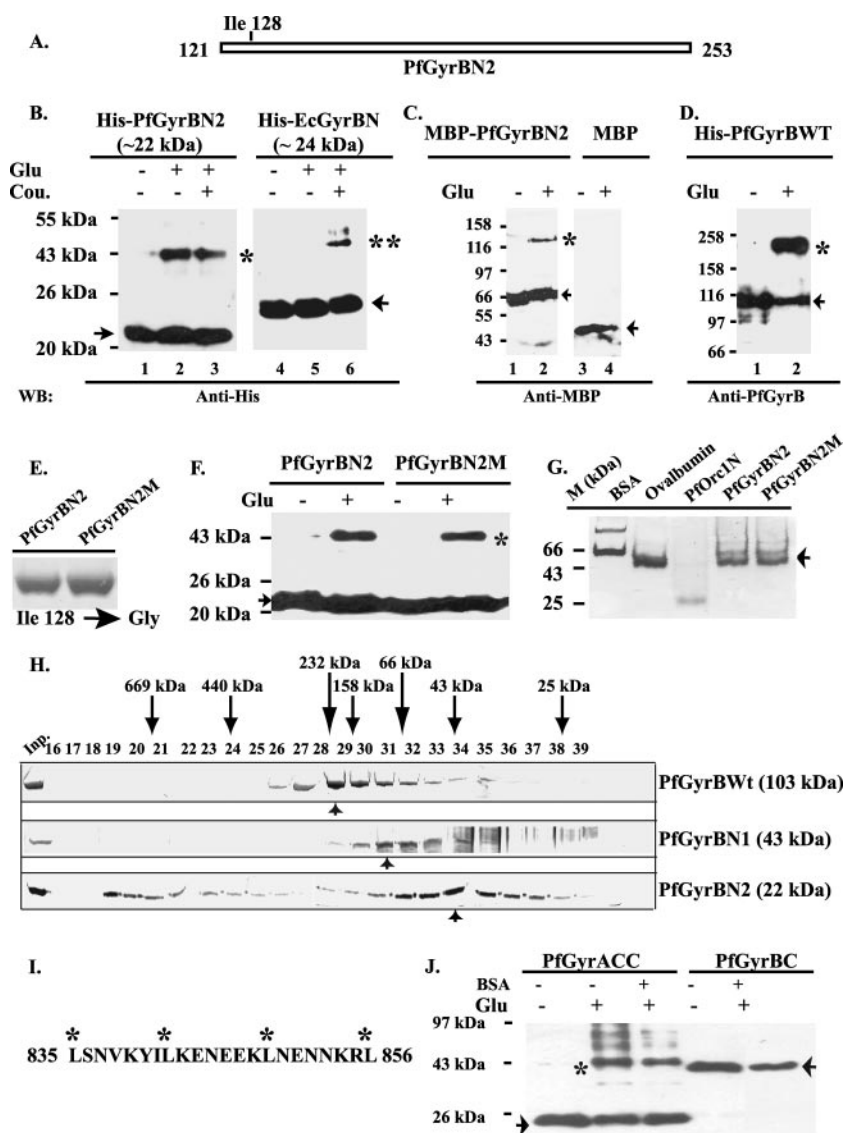 A.
Ile 128
121
253
PfGyrBN2
B.
His-PfGyrBN2
(~22 kDa)
His-EcGyrBN
(~ 24 kDa)
Glu - + + - + +
Cou. + +
55 kDa
43 kDa
26 kDa
20 kDa
*
**
1 2 3 4 5 6
WB: Anti-His
C.
MBP-PfGyrBN2
MBP
Glu - + - +
158
116
97
66
55
43
*
1 2 3 4
Anti-MBP
D.
His-PfGyrBWT
Glu - +
258
158
116
97
66
*
1 2
Anti-PfGyrB
E.
PfGyrBN2
PfGyrBN2M
Ile 128 Gly
F.
PfGyrBN2
PfGyrBN2M
Glu - + - +
43 kDa
26 kDa
20 kDa
*
G.
M (kDa)
BSA
Ovalbumin
PfOrc1N
PfGyrBN2
PfGyrBN2M
66
43
25
H.
669 kDa
440 kDa
232 kDa
158 kDa
66 kDa
43 kDa
25 kDa
Inp. 16 17 18 19 20 21 22 23 24 25 26 27 28 29 30 31 32 33 34 35 36 37 38 39
PfGyrBWt (103 kDa)
PfGyrBN1 (43 kDa)
PfGyrBN2 (22 kDa)
I.
* * * *
835 LSNVKYILKENEEKLNENNKRL 856
J.
PfGyrACC
PfGyrBC
BSA - + - +
Glu - + + +
97 kDa
43 kDa
26 kDa
*